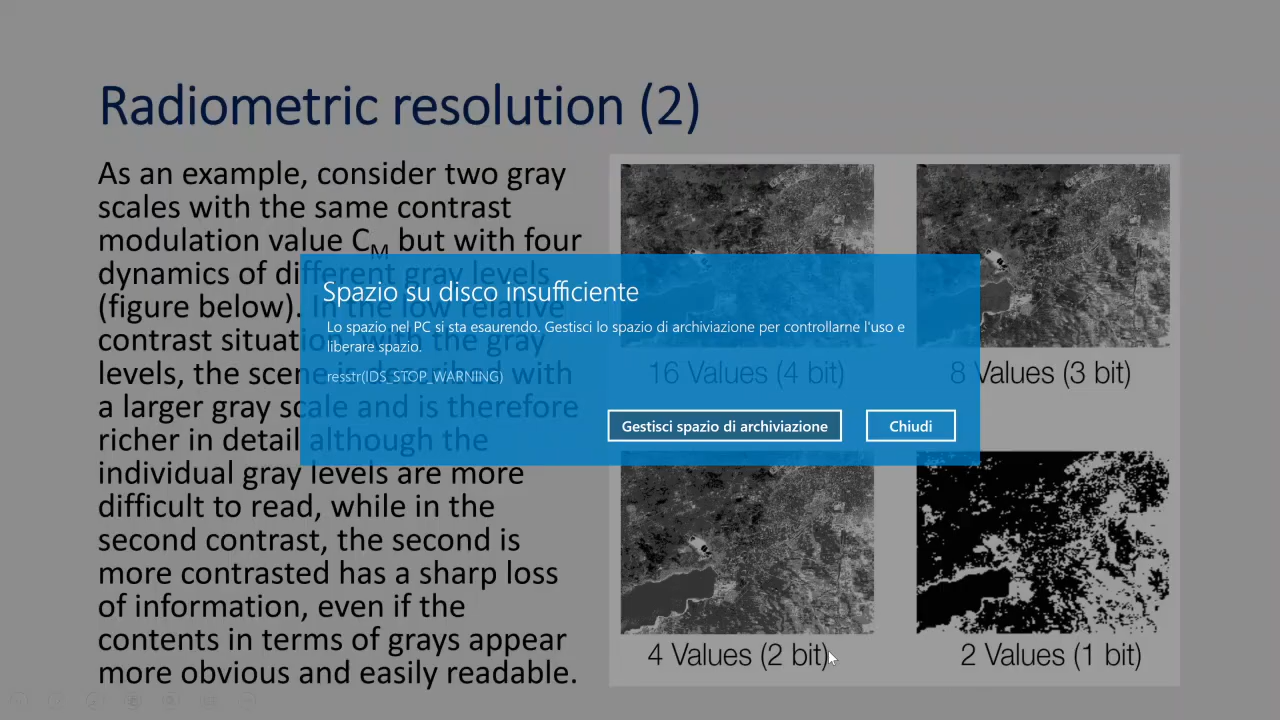 Radiometric resolution (2)
As an example, consider two gray
scales with the same contrast
modulation value CM but with four
dynamics of different gray levels
(figure below). In the low relative
contrast situation, with the gray
levels, the scene is described with
a larger gray scale and is therefore
richer in detail although the
individual gray levels are more
difficult to read, while in the
second contrast, the second is
more contrasted has a sharp loss
of information, even if the
contents in terms of grays appear
more obvious and easily readable.
Spazio su disco insufficiente
Lo spazio nel PC si sta esaurendo. Gestisci lo spazio di archiviazione per controllarne l'uso e
liberare spazio.
resstr(IDS_STOP_WARNING)
Gestisci spazio di archiviazione
Chiudi
16 Values (4 bit)
8 Values (3 bit)
4 Values (2 bit)
2 Values (1 bit)